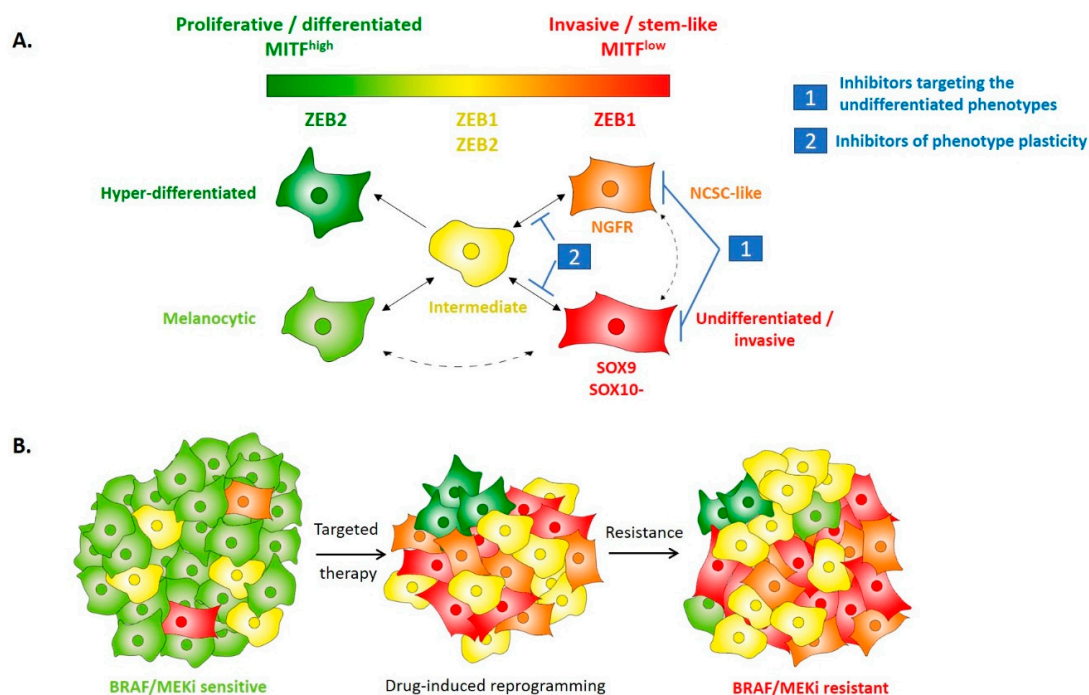 A.
Proliferative / differentiated
MITFhigh
Invasive / stem-like
MITFlow
ZEB2
ZEB1
ZEB2
ZEB1
1
Inhibitors targeting the
undifferentiated phenotypes
2
Inhibitors of phenotype plasticity
Hyper-differentiated
NGFR
NCSC-like
2
1
Melanocytic
Intermediate
Undifferentiated /
invasive
SOX9
SOX10-
B.
Targeted
therapy
Resistance
BRAF/MEKi sensitive
Drug-induced reprogramming
BRAF/MEKi resistant